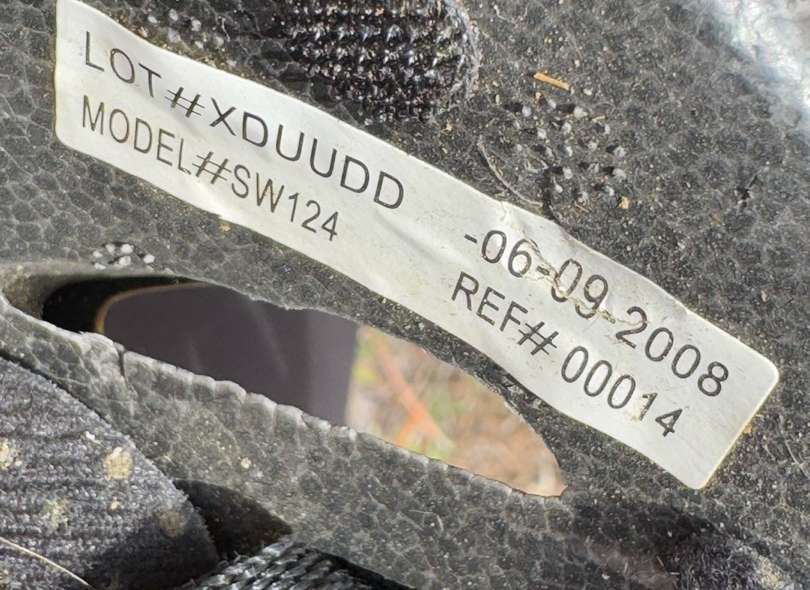 LOT#XDUUDD -06-09-2008
MODEL#SW124 REF# 00014